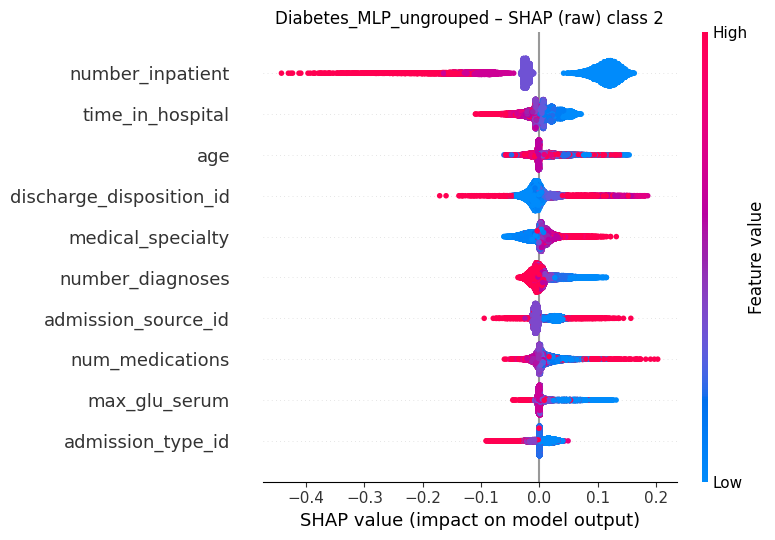 Diabetes_MLP_ungrouped – SHAP (raw) class 2
High
number_inpatient
time_in_hospital
age
discharge_disposition_id
medical_specialty
number_diagnoses
admission_source_id
num_medications
max_glu_serum
admission_type_id
Feature value
Low
−0.4 −0.3 −0.2 −0.1 0.0 0.1 0.2
SHAP value (impact on model output)